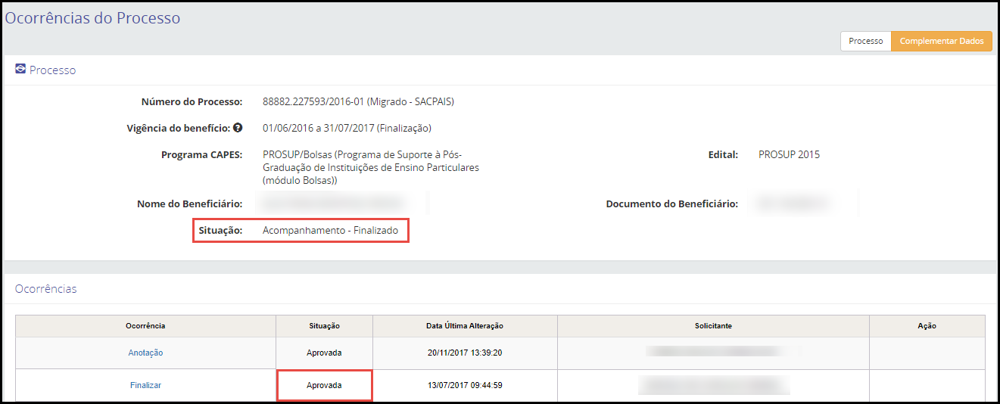 Ocorrências do Processo
Processo Complementar Dados
Processo
Número do Processo: 88882.227593/2016-01 (Migrado - SACPAIS)
Vigência do benefício: 01/06/2016 a 31/07/2017 (Finalização)
Programa CAPES: PROSUP/Bolsas (Programa de Suporte à Pós- Edital: PROSUP 2015
Graduação de Instituições de Ensino Particulares
(módulo Bolsas))
Nome do Beneficiário: Documento do Beneficiário:
Situação: Acompanhamento - Finalizado
Ocorrências
Ocorrência Situação Data Última Alteração Solicitante Ação
Anotação Aprovada 20/11/2017 13:39:20
Finalizar Aprovada 13/07/2017 09:44:59